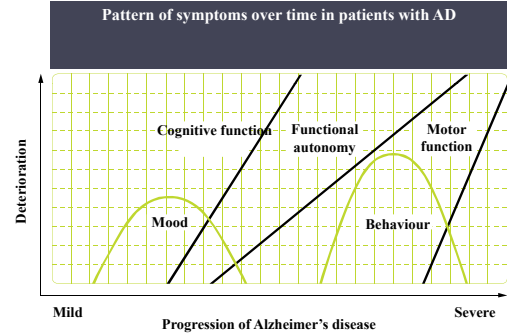 Pattern of symptoms over time in patients with AD
Deterioration
Cognitive function
Functional
autonomy
Motor
function
Mood
Behaviour
Mild
Severe
Progression of Alzheimer's disease